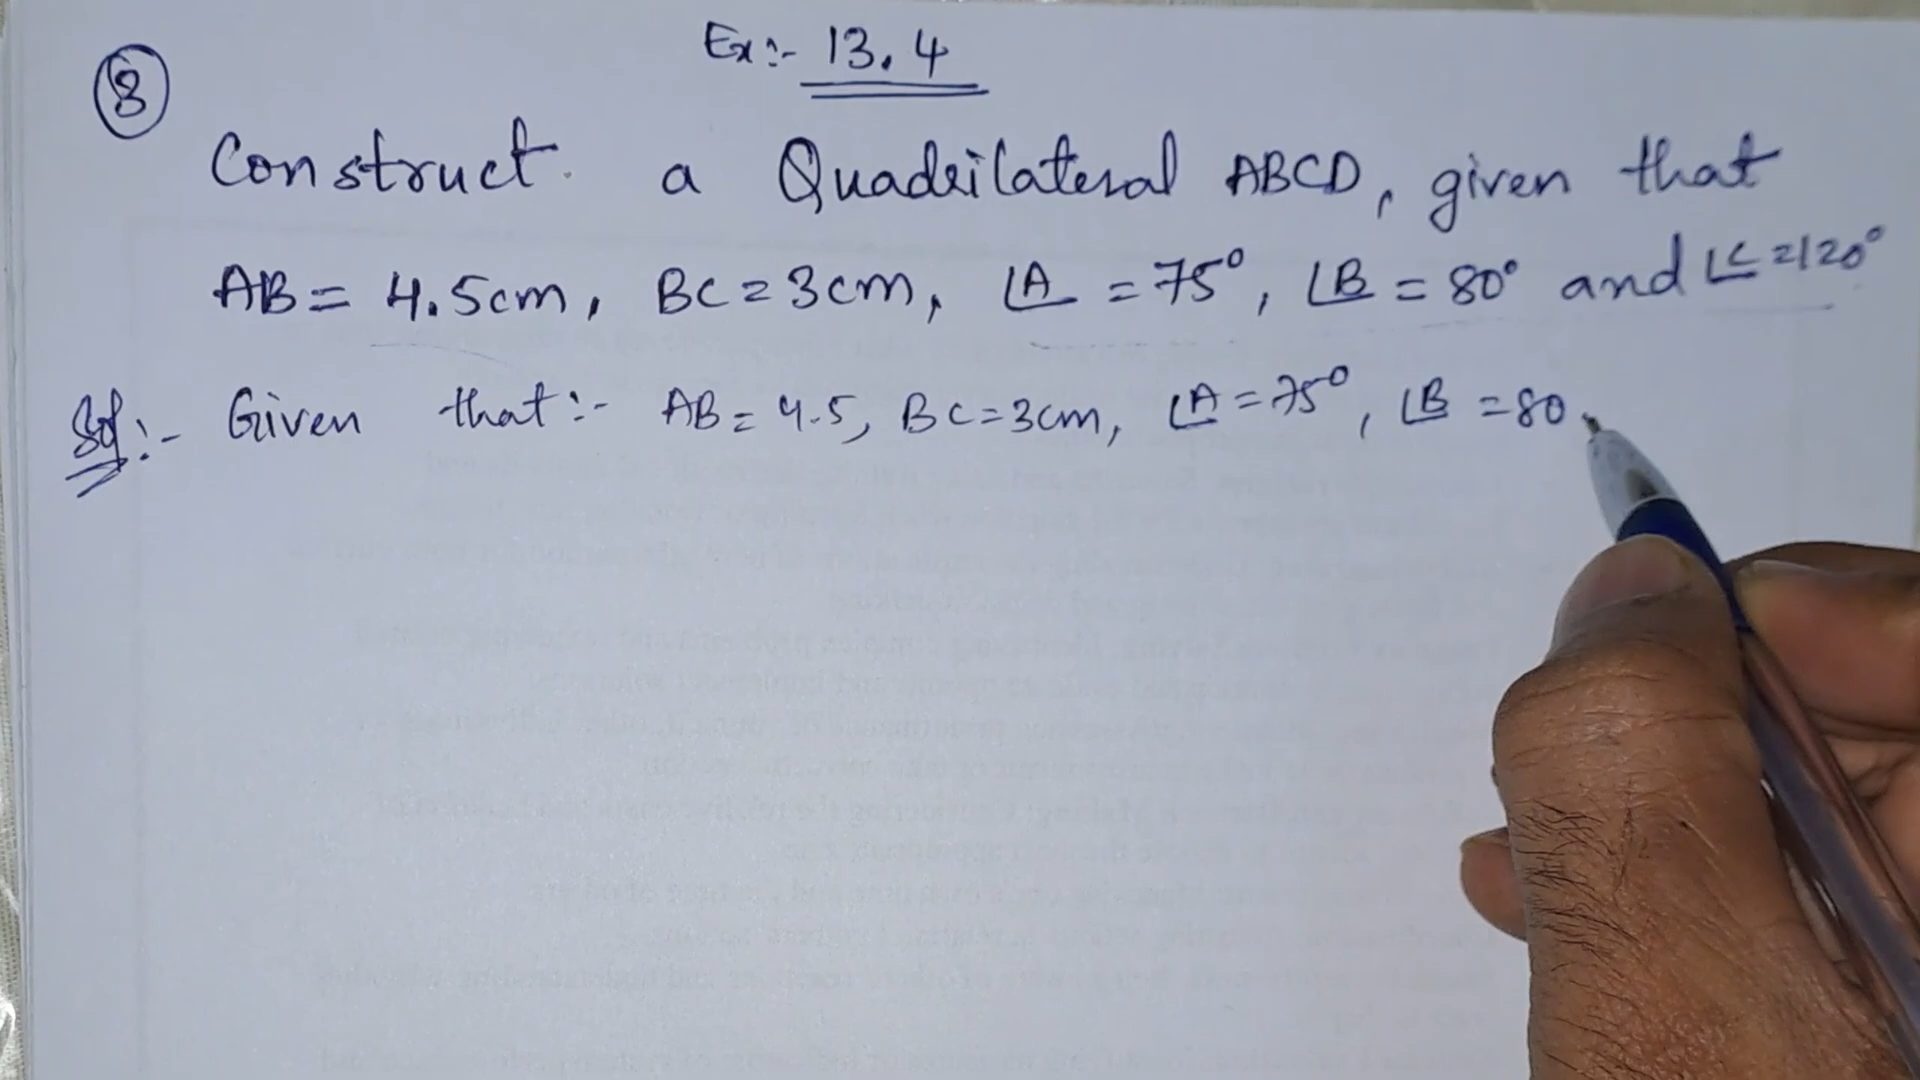 Ex:- 13.4
8
Construct a Quadrilateral ABCD, given that
AB = 4.5cm, BC = 3cm, ∠A = 75°, ∠B = 80° and ∠C = 120°
Sol:- Given that:- AB = 4.5, BC = 3cm, ∠A = 75°, ∠B = 80